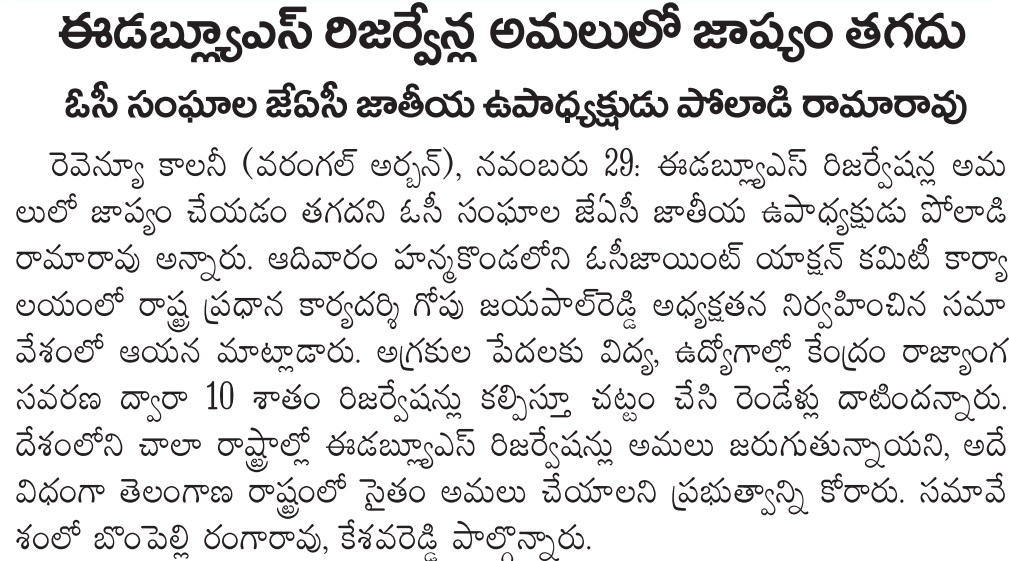 ఈడబ్ల్యూఎస్ రిజర్వేన్ల అమలులో జాప్యం తగదు
ఓసీ సంఘాల జేఏసీ జాతీయ ఉపాధ్యక్షుడు పోలాడి రామారావు
రెవెన్యూ కాలనీ (వరంగల్ అర్బన్), నవంబరు 29: ఈడబ్ల్యూఎస్ రిజర్వేషన్ల అమ
లులో జాప్యం చేయడం తగదని ఓసీ సంఘాల జేఏసీ జాతీయ ఉపాధ్యక్షుడు పోలాడి
రామారావు అన్నారు. ఆదివారం హన్మకొండలోని ఓసీజాయింట్ యాక్షన్ కమిటీ కార్యా
లయంలో రాష్ట్ర ప్రధాన కార్యదర్శి గోపు జయపాల్‌రెడ్డి అధ్యక్షతన నిర్వహించిన సమా
వేశంలో ఆయన మాట్లాడారు. అగ్రకుల పేదలకు విద్య, ఉద్యోగాల్లో కేంద్రం రాజ్యాంగ
సవరణ ద్వారా 10 శాతం రిజర్వేషన్లు కల్పిస్తూ చట్టం చేసి రెండేళ్లు దాటిందన్నారు.
దేశంలోని చాలా రాష్ట్రాల్లో ఈడబ్ల్యూఎస్ రిజర్వేషన్లు అమలు జరుగుతున్నాయని, అదే
విధంగా తెలంగాణ రాష్ట్రంలో సైతం అమలు చేయాలని ప్రభుత్వాన్ని కోరారు. సమావే
శంలో బొంపెల్లి రంగారావు, కేశవరెడ్డి పాల్గొన్నారు.